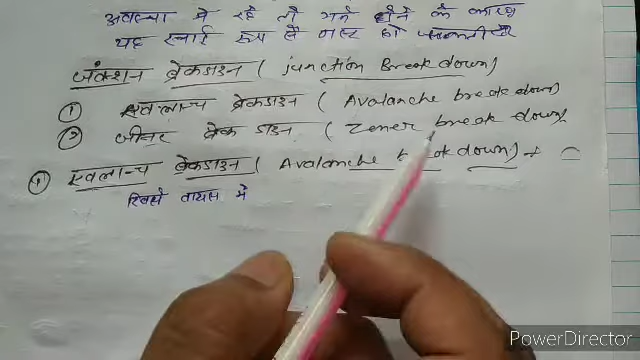 अवस्था में रहे तो गर्म होने के कारण
यह स्थाई रूप से नष्ट हो
जंक्शन ब्रेकडाउन ( junction Break down)
① एवलान्च ब्रेकडाउन ( Avalanche break down)
② जीनर ब्रेक डाउन ( Zener break down)
① एवलान्च ब्रेकडाउन ( Avalanche down)
रिवर्स वायस में
PowerDirector